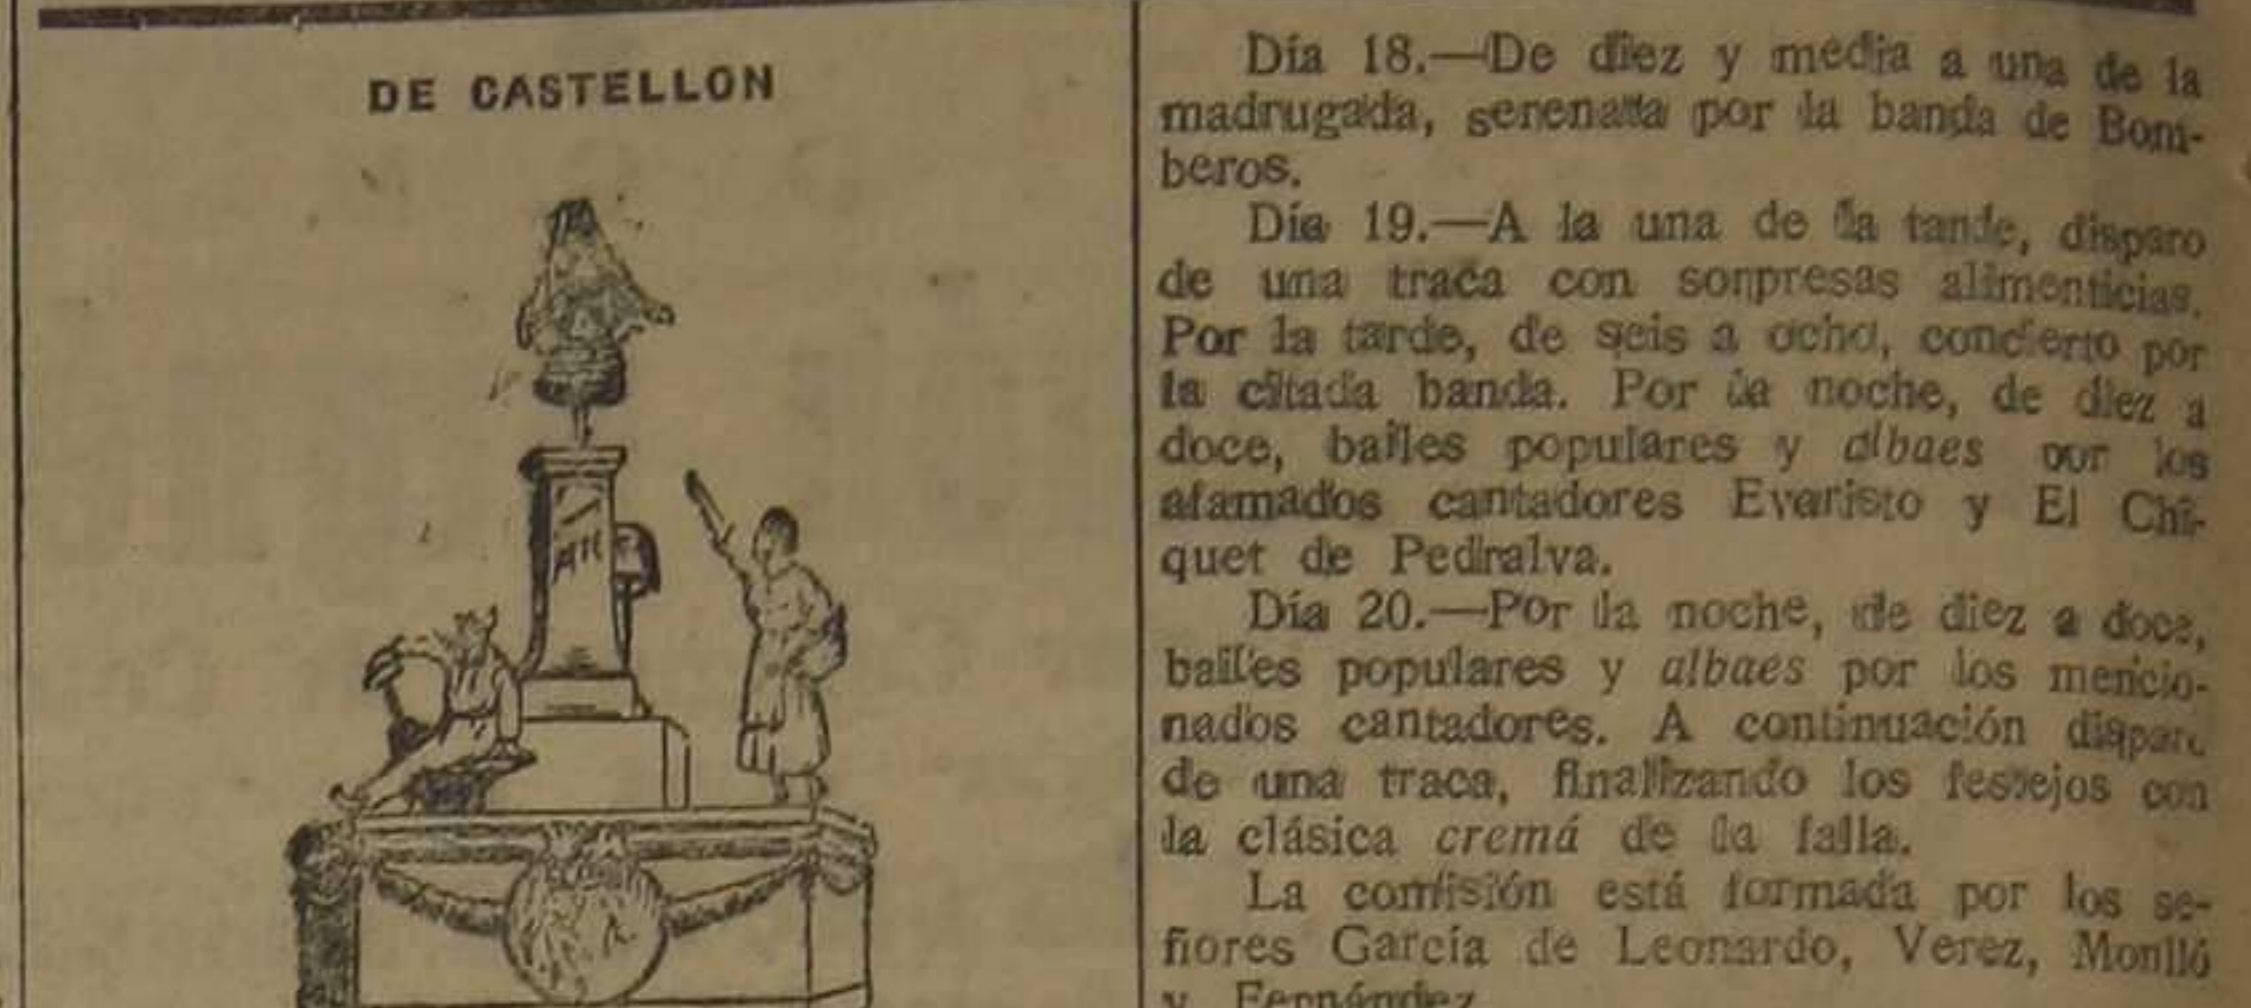 DE CASTELLON
Día 18.—De diez y media a una de la
madrugada, serenata por la banda de Bom-
beros.
Día 19.—A la una de la tarde, disparo
de una traca con sorpresas alimenticias.
Por la tarde, de seis a ocho, concierto por
la citada banda. Por la noche, de diez a
doce, bailes populares y albaes por los
afamados cantadores Evaristo y El Chi-
quet de Pedralva.
Día 20.—Por la noche, de diez a doce,
bailes populares y albaes por los mencio-
nados cantadores. A continuación disparo
de una traca, finalizando los festejos con
la clásica cremá de la falla.
La comisión está formada por los se-
ñores García de Leonardo, Verez, Monlló
y Fernández